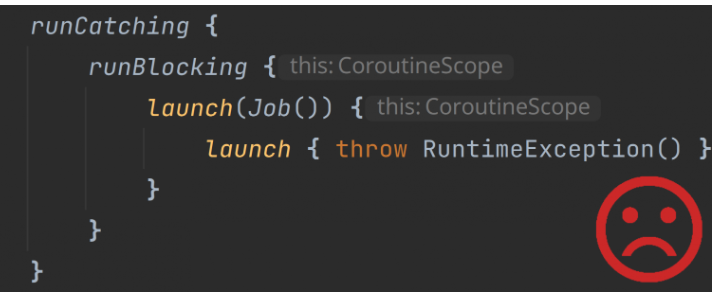 runCatching {
runBlocking { this: CoroutineScope
launch(Job()) { this: CoroutineScope
launch { throw RuntimeException() }
}
}
}